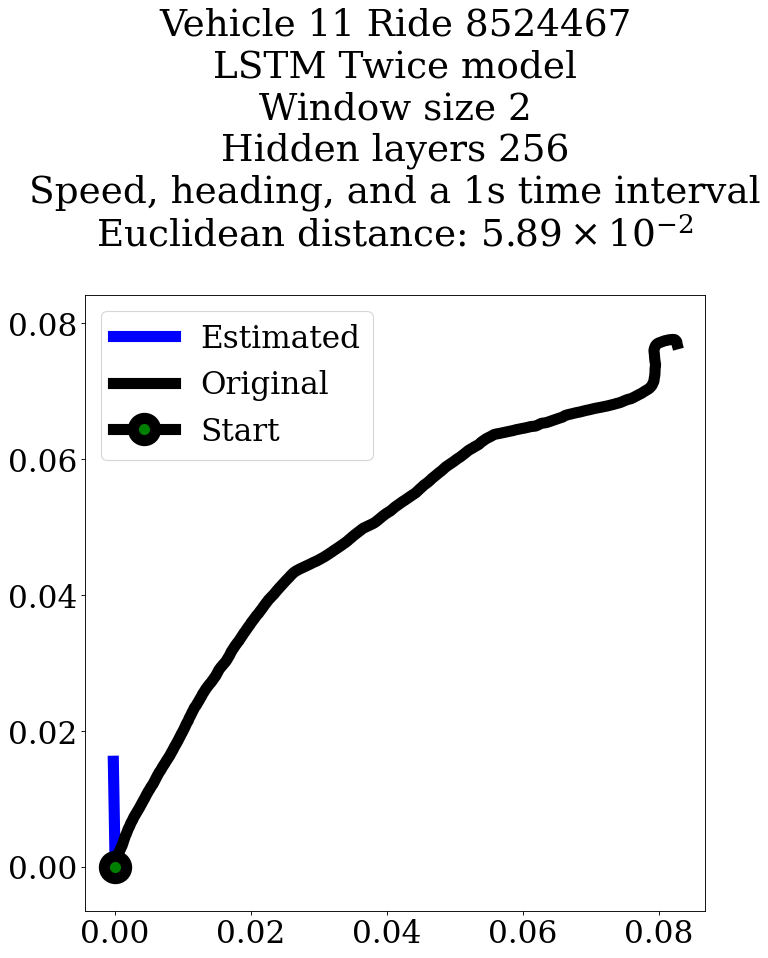 Vehicle 11 Ride 8524467
LSTM Twice model
Window size 2
Hidden layers 256
Speed, heading, and a 1s time interval
Euclidean distance: 5.89 × 10⁻²
Estimated
Original
Start
0.08
0.06
0.04
0.02
0.00
0.00 0.02 0.04 0.06 0.08